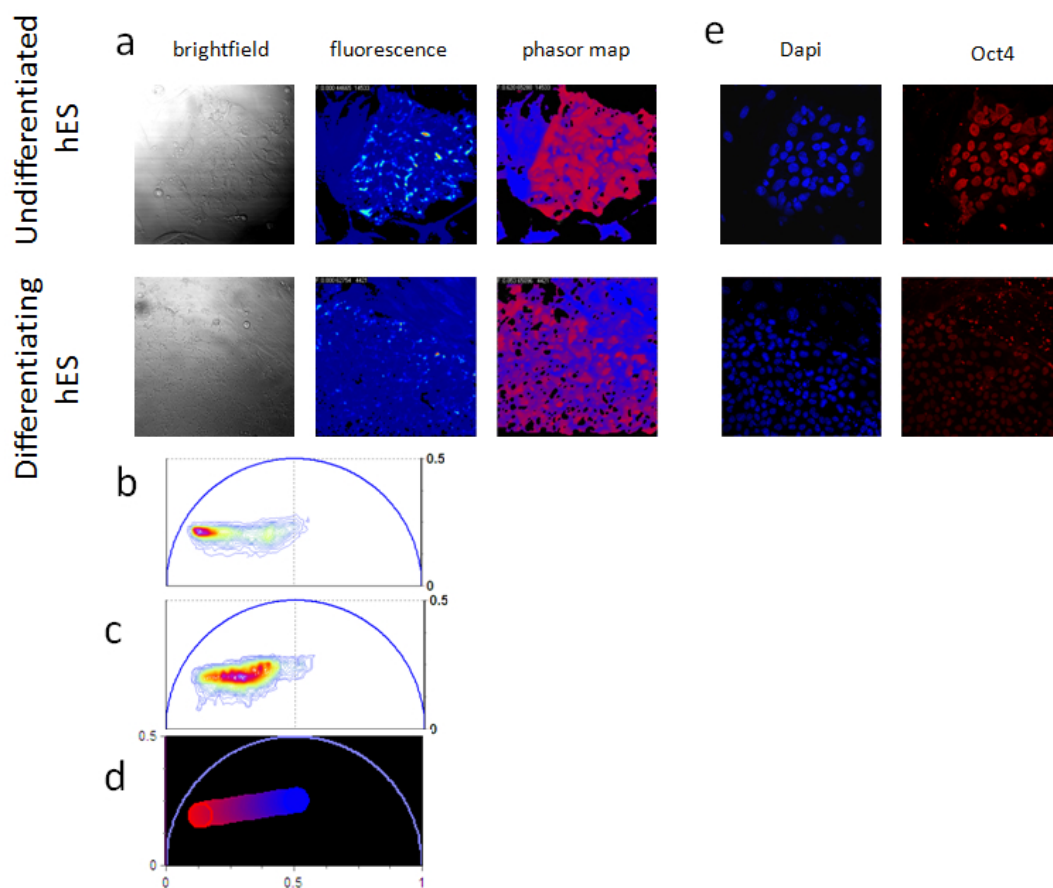 a
brightfield
fluorescence
phasor map
e
Dapi
Oct4
Undifferentiated
hES
Differentiating
hES
b
0.5
0
c
0.5
0
d
0.5
0
0
0.5
1